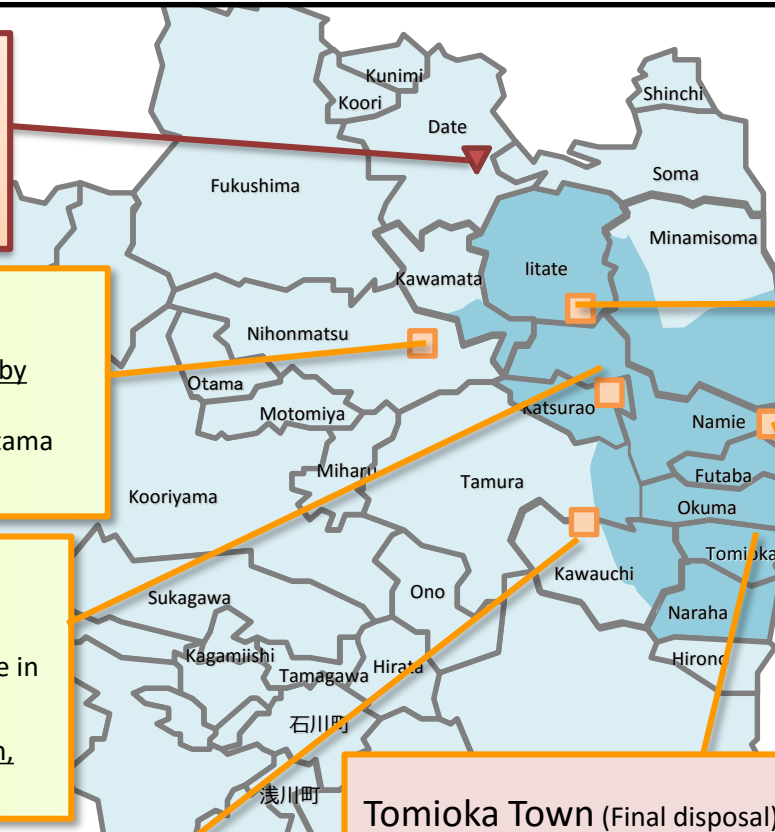 Kunimi
Koori
Shinchi
Date
Soma
Fukushima
Minamisoma
Iitate
Kawamata
Nihonmatsu
by
Otama
Katsurao
Motomiya
Namie
tama
Miharu
Futaba
Tamura
Kooriyama
Okuma
Tomioka
Kawauchi
Ono
Sukagawa
Naraha
Kagamiishi
Hirono
Hirata
e in
Tamagawa
石川町
n,
浅川町
Tomioka Town (Final disposal)